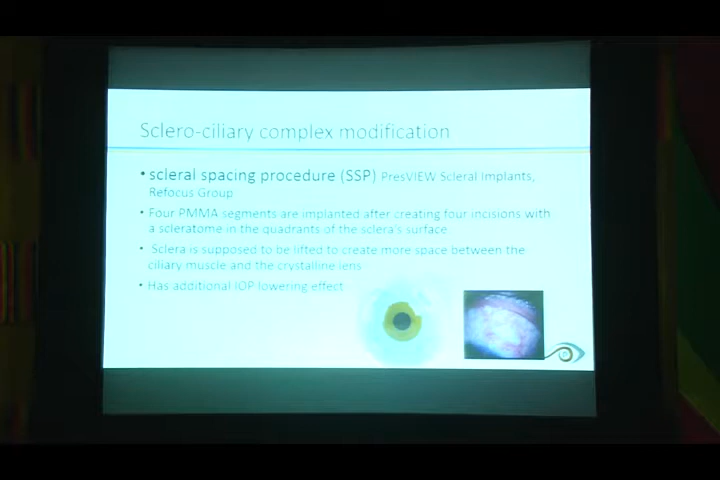 Sclero-ciliary complex modification
• scleral spacing procedure (SSP) PresVIEW Scleral Implants,
Refocus Group
• Four PMMA segments are implanted after creating four incisions with
a scleratome in the quadrants of the sclera's surface
• Sclera is supposed to be lifted to create more space between the
ciliary muscle and the crystalline lens
• Has additional IOP lowering effect